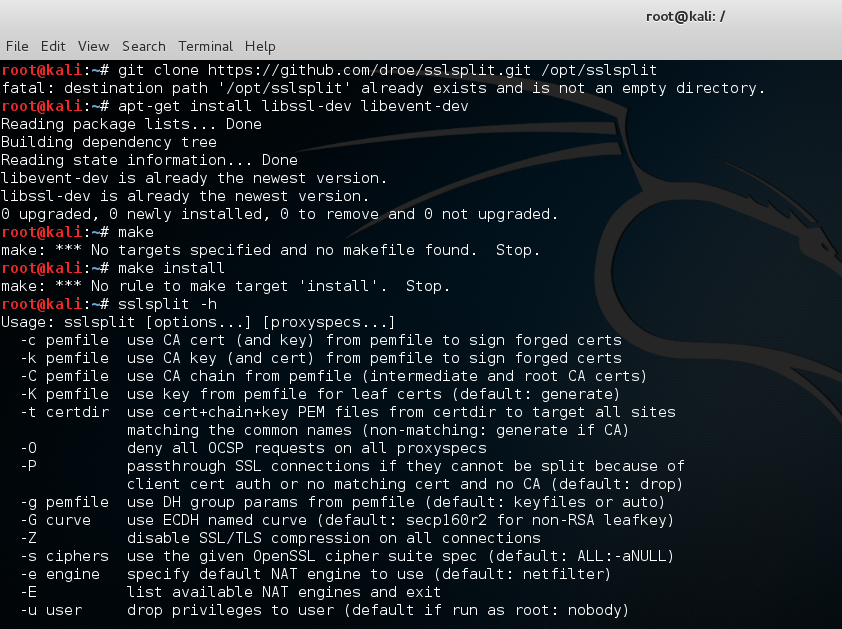 root@kali: /
File Edit View Search Terminal Help
root@kali:~# git clone https://github.com/droe/sslsplit.git /opt/sslsplit
fatal: destination path '/opt/sslsplit' already exists and is not an empty directory.
root@kali:~# apt-get install libssl-dev libevent-dev
Reading package lists... Done
Building dependency tree
Reading state information... Done
libevent-dev is already the newest version.
libssl-dev is already the newest version.
0 upgraded, 0 newly installed, 0 to remove and 0 not upgraded.
root@kali:~# make
make: *** No targets specified and no makefile found.  Stop.
root@kali:~# make install
make: *** No rule to make target 'install'.  Stop.
root@kali:~# sslsplit -h
Usage: sslsplit [options...] [proxyspecs...]
  -c pemfile  use CA cert (and key) from pemfile to sign forged certs
  -k pemfile  use CA key (and cert) from pemfile to sign forged certs
  -C pemfile  use CA chain from pemfile (intermediate and root CA certs)
  -K pemfile  use key from pemfile for leaf certs (default: generate)
  -t certdir  use cert+chain+key PEM files from certdir to target all sites
              matching the common names (non-matching: generate if CA)
  -O          deny all OCSP requests on all proxyspecs
  -P          passthrough SSL connections if they cannot be split because of
              client cert auth or no matching cert and no CA (default: drop)
  -g pemfile  use DH group params from pemfile (default: keyfiles or auto)
  -G curve    use ECDH named curve (default: secp160r2 for non-RSA leafkey)
  -Z          disable SSL/TLS compression on all connections
  -s ciphers  use the given OpenSSL cipher suite spec (default: ALL:-aNULL)
  -e engine   specify default NAT engine to use (default: netfilter)
  -E          list available NAT engines and exit
  -u user     drop privileges to user (default if run as root: nobody)